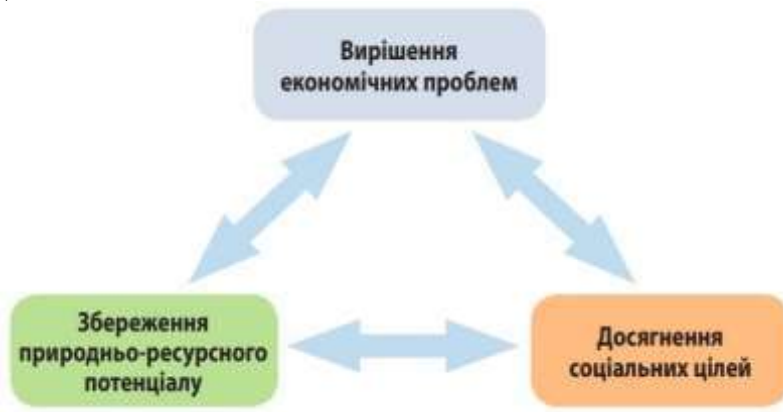 Вирішення
економічних проблем
Збереження
природньо-ресурсного
потенціалу
Досягнення
соціальних цілей